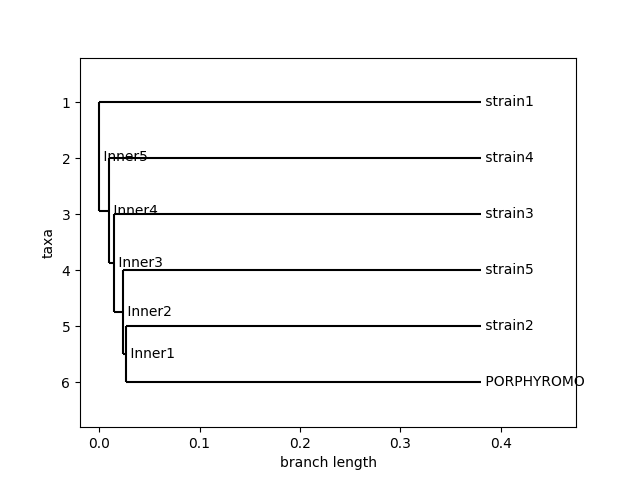 1
strain1
2
Inner5
strain4
3
Inner4
strain3
Inner3
4
strain5
Inner2
5
strain2
Inner1
6
PORPHYROMO
taxa
0.0
0.1
0.2
0.3
0.4
branch length